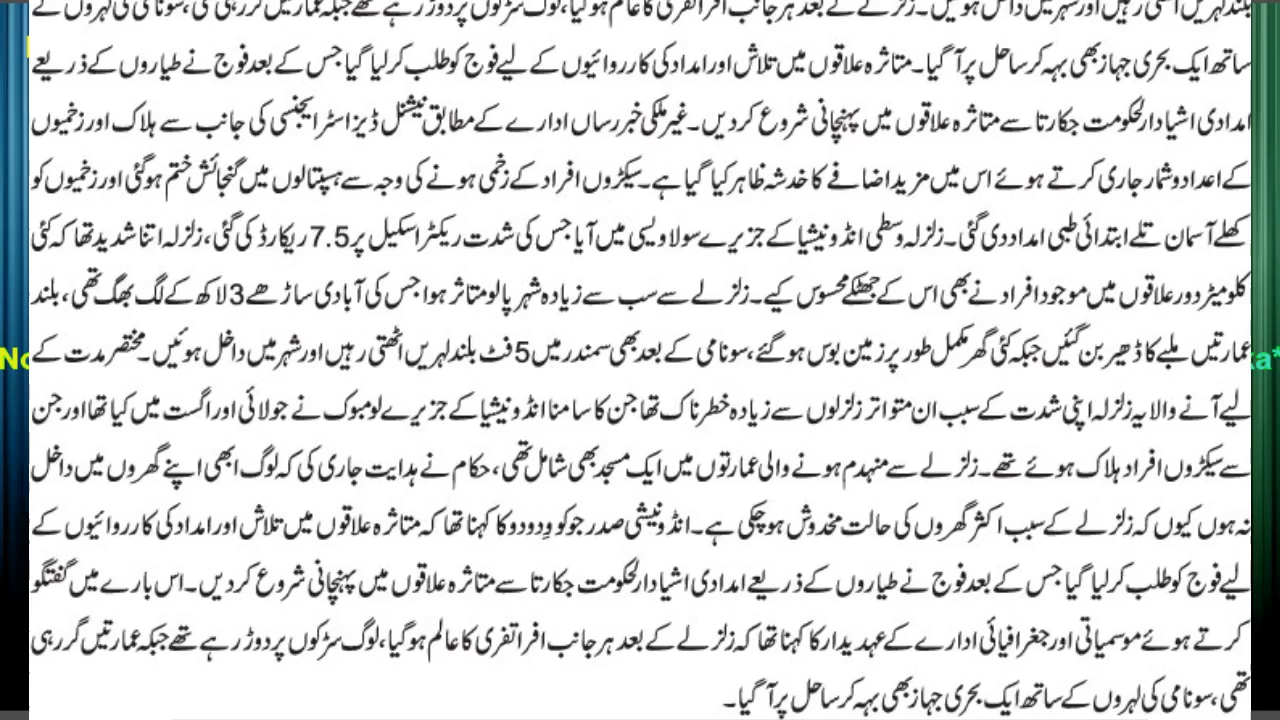 بلند لہریں اٹھتی رہیں اور شہر میں داخل ہوئیں۔ زلزلے کے بعد ہر جانب افراتفری کا عالم ہوگیا، لوگ سڑکوں پر دوڑ رہے تھے جبکہ عمارتیں گر رہی تھی، سونامی کی لہروں کے
ساتھ ایک بحری جہاز بھی بہہ کر ساحل پر آ گیا۔ متاثرہ علاقوں میں تلاش اور امداد کی کارروائیوں کے لیے فوج کو طلب کرلیا گیا جس کے بعد فوج نے طیاروں کے ذریعے
امدادی اشیا دارلحکومت جکارتا سے متاثرہ علاقوں میں پہنچانی شروع کردیں۔ غیر ملکی خبر رساں ادارے کے مطابق نیشنل ڈیزاسٹر ایجنسی کی جانب سے ہلاک اور زخمیوں
کے اعداد و شمار جاری کرتے ہوئے اس میں مزید اضافے کا خدشہ ظاہر کیا گیا ہے۔ سیکڑوں افراد کے زخمی ہونے کی وجہ سے ہسپتالوں میں گنجائش ختم ہوگئی اور زخمیوں کو
کھلے آسمان تلے ابتدائی طبی امداد دی گئی۔ زلزلہ وسطی انڈونیشیا کے جزیرے سولاویسی میں آیا جس کی شدت ریکٹر اسکیل پر 7.5 ریکارڈ کی گئی، زلزلہ اتنا شدید تھا کہ کئی
کلومیٹر دور علاقوں میں موجود افراد نے بھی اس کے جھٹکے محسوس کیے۔ زلزلے سے سب سے زیادہ شہر پالو متاثر ہوا جس کی آبادی ساڑھے 3 لاکھ کے لگ بھگ تھی، بلند
عمارتیں ملبے کا ڈھیر بن گئیں جبکہ کئی گھر مکمل طور پر زمین بوس ہوگئے، سونامی کے بعد بھی سمندر میں 5 فٹ بلند لہریں اٹھتی رہیں اور شہر میں داخل ہوئیں۔ مختصر مدت کے
لیے آنے والا یہ زلزلہ اپنی شدت کے سبب ان متواتر زلزلوں سے زیادہ خطرناک تھا جن کا سامنا انڈونیشیا کے جزیرے لومبوک نے جولائی اور اگست میں کیا تھا اور جن
سے سیکڑوں افراد ہلاک ہوئے تھے۔ زلزلے سے منہدم ہونے والی عمارتوں میں ایک مسجد بھی شامل تھی، حکام نے ہدایت جاری کی کہ لوگ ابھی اپنے گھروں میں داخل
نہ ہوں کیوں کہ زلزلے کے سبب اکثر گھروں کی حالت مخدوش ہوچکی ہے۔ انڈونیشی صدر جوکو وِدودو کا کہنا تھا کہ متاثرہ علاقوں میں تلاش اور امداد کی کارروائیوں کے
لیے فوج کو طلب کرلیا گیا جس کے بعد فوج نے طیاروں کے ذریعے امدادی اشیا دارلحکومت جکارتا سے متاثرہ علاقوں میں پہنچانی شروع کردیں۔ اس بارے میں گفتگو
کرتے ہوئے موسمیاتی اور جغرافیائی ادارے کے عہدیدار کا کہنا تھا کہ زلزلے کے بعد ہر جانب افراتفری کا عالم ہوگیا، لوگ سڑکوں پر دوڑ رہے تھے جبکہ عمارتیں گر رہی
تھی، سونامی کی لہروں کے ساتھ ایک بحری جہاز بھی بہہ کر ساحل پر آ گیا۔